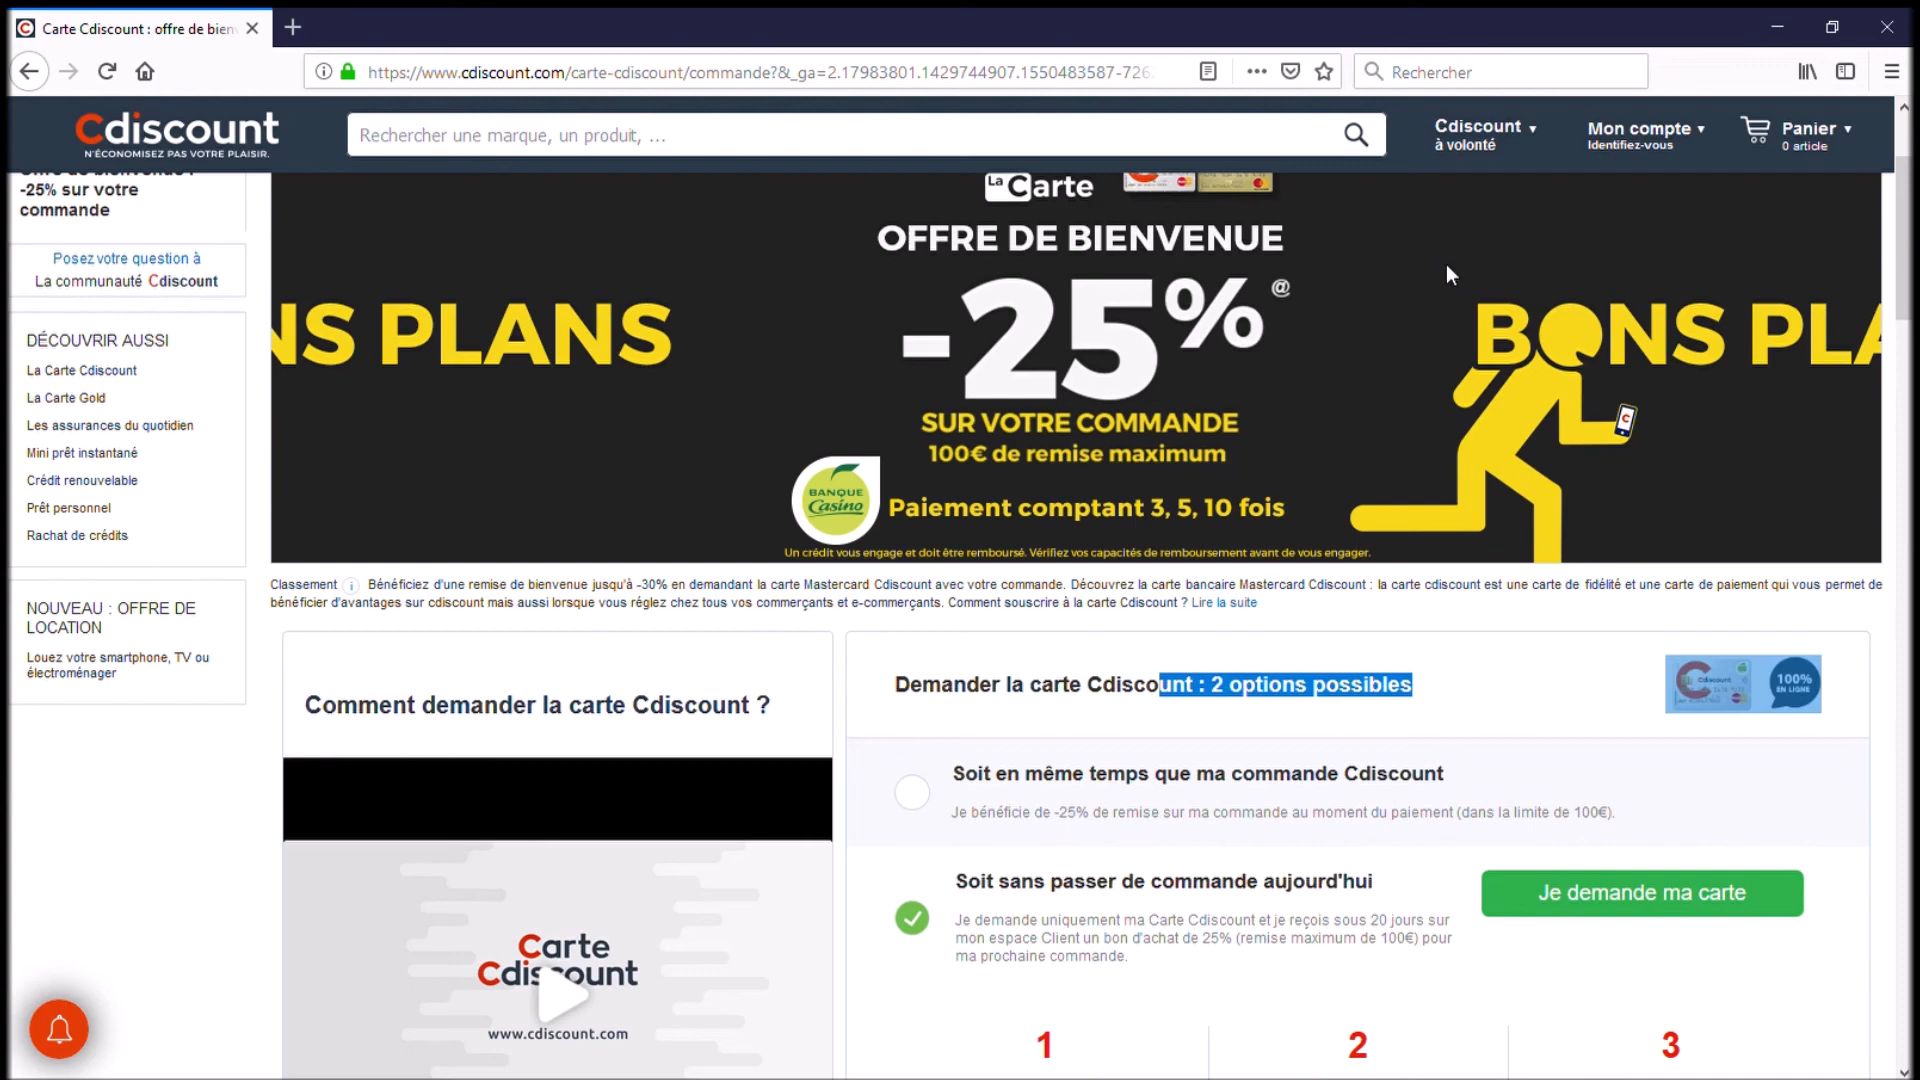 Carte Cdiscount : offre de bien
https://www.cdiscount.com/carte-cdiscount/commande?&_ga=2.17983801.1429744907.1550483587-726
Rechercher
Cdiscount
N'ÉCONOMISEZ PAS VOTRE PLAISIR.
Rechercher une marque, un produit, ...
Cdiscount
à volonté
Mon compte
Identifiez-vous
Panier
0 article
-25% sur votre
commande
Posez votre question à
La communauté Cdiscount
DÉCOUVRIR AUSSI
La Carte Cdiscount
La Carte Gold
Les assurances du quotidien
Mini prêt instantané
Crédit renouvelable
Prêt personnel
Rachat de crédits
NOUVEAU : OFFRE DE
LOCATION
Louez votre smartphone, TV ou
électroménager
La Carte
OFFRE DE BIENVENUE
-25% @
NS PLANS
BONS PLA
SUR VOTRE COMMANDE
100€ de remise maximum
BANQUE
Casino
Paiement comptant 3, 5, 10 fois
Un crédit vous engage et doit être remboursé. Vérifiez vos capacités de remboursement avant de vous engager.
Classement Bénéficiez d'une remise de bienvenue jusqu'à -30% en demandant la carte Mastercard Cdiscount avec votre commande. Découvrez la carte bancaire Mastercard Cdiscount : la carte cdiscount est une carte de fidélité et une carte de paiement qui vous permet de
bénéficier d'avantages sur cdiscount mais aussi lorsque vous réglez chez tous vos commerçants et e-commerçants. Comment souscrire à la carte Cdiscount ? Lire la suite
Comment demander la carte Cdiscount ?
Carte
Cdiscount
www.cdiscount.com
Demander la carte Cdiscount : 2 options possibles
Cdiscount
100%
EN LIGNE
Soit en même temps que ma commande Cdiscount
Je bénéficie de -25% de remise sur ma commande au moment du paiement (dans la limite de 100€).
Soit sans passer de commande aujourd'hui
Je demande uniquement ma Carte Cdiscount et je reçois sous 20 jours sur
mon espace Client un bon d'achat de 25% (remise maximum de 100€) pour
ma prochaine commande.
Je demande ma carte
1
2
3